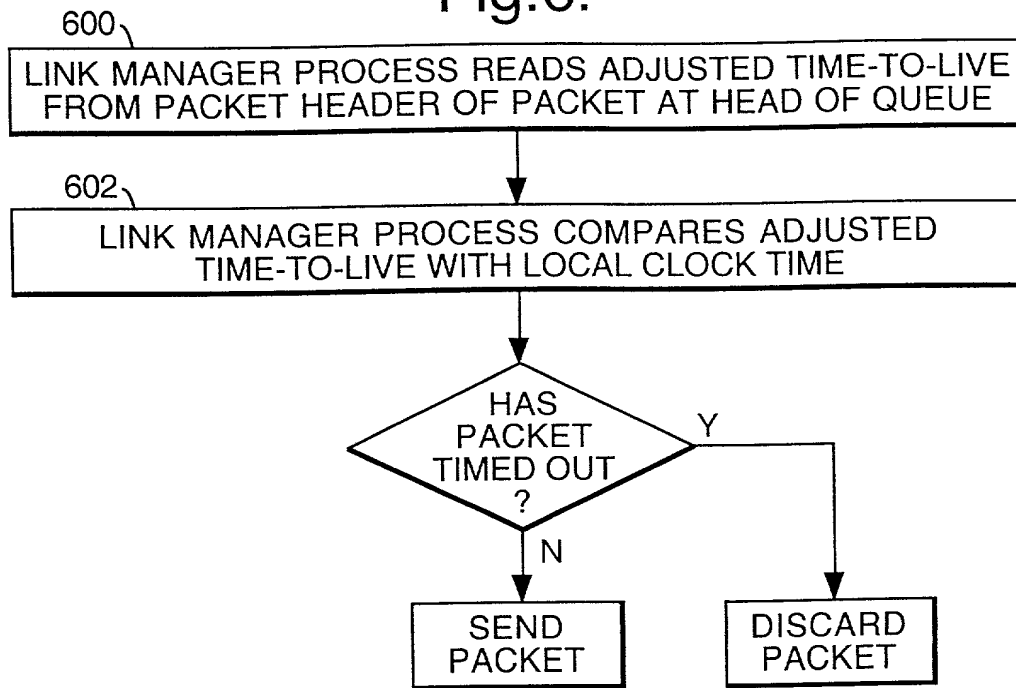 Fig.6.
600
LINK MANAGER PROCESS READS ADJUSTED TIME-TO-LIVE
FROM PACKET HEADER OF PACKET AT HEAD OF QUEUE
602
LINK MANAGER PROCESS COMPARES ADJUSTED
TIME-TO-LIVE WITH LOCAL CLOCK TIME
HAS
PACKET
TIMED OUT
?
Y
N
SEND
PACKET
DISCARD
PACKET